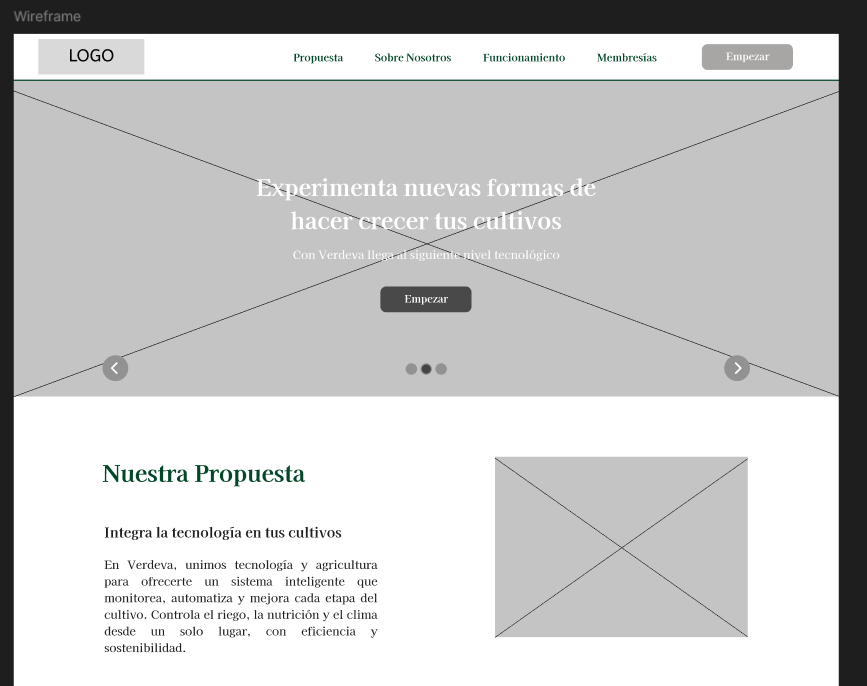 Wireframe
LOGO
Propuesta
Sobre Nosotros
Funcionamiento
Membresías
Empezar
Experimenta nuevas formas de
hacer crecer tus cultivos
Con Verdeva llega al siguiente nivel tecnológico
Empezar
Nuestra Propuesta
Integra la tecnología en tus cultivos
En Verdeva, unimos tecnología y agricultura
para ofrecerte un sistema inteligente que
monitorea, automatiza y mejora cada etapa del
cultivo. Controla el riego, la nutrición y el clima
desde un solo lugar, con eficiencia y
sostenibilidad.